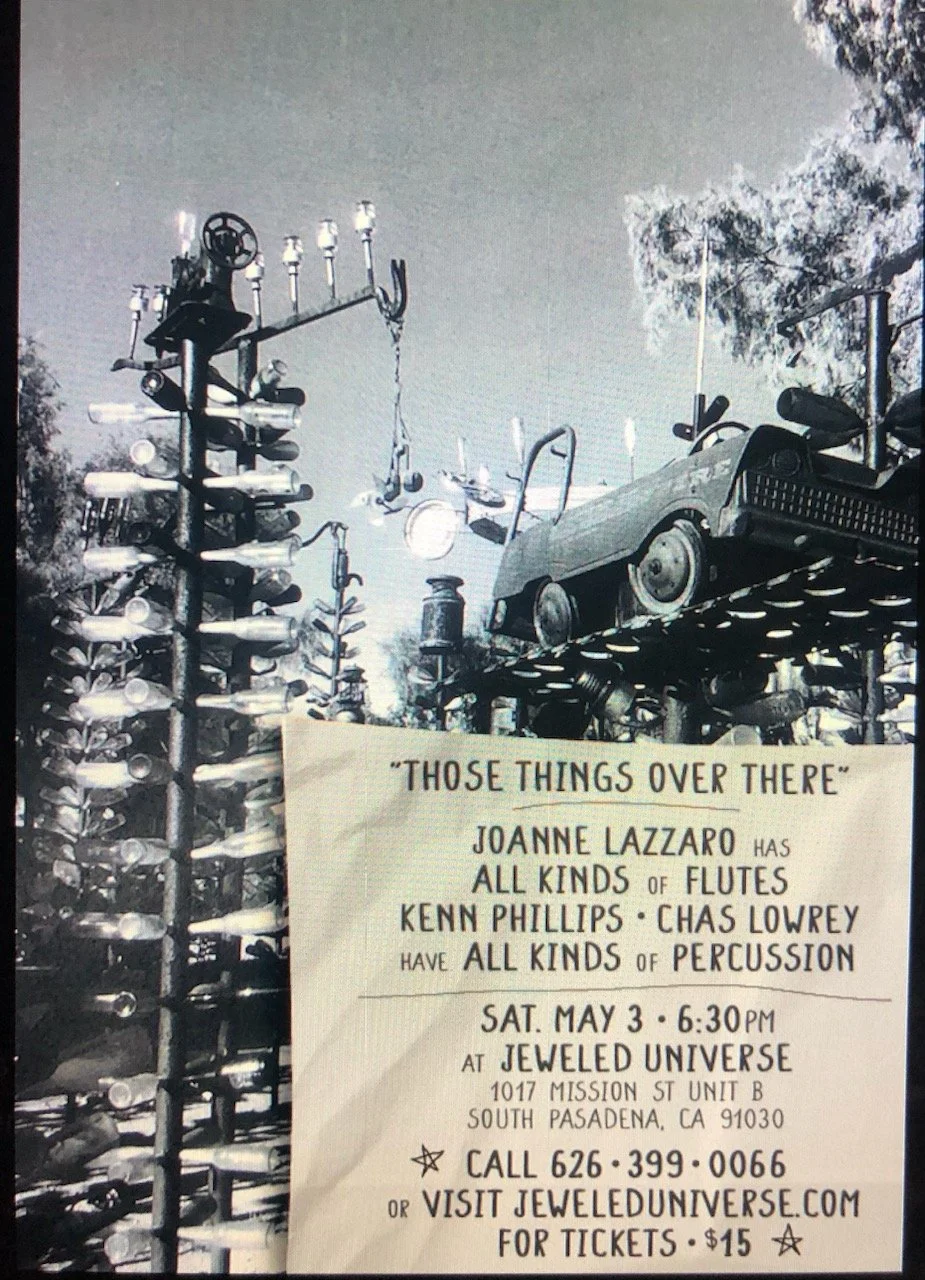 "THOSE THINGS OVER THERE"
JOANNE LAZZARO HAS
ALL KINDS OF FLUTES
KENN PHILLIPS • CHAS LOWREY
HAVE ALL KINDS OF PERCUSSION
SAT. MAY 3 • 6:30PM
AT JEWELED UNIVERSE
1017 MISSION ST UNIT B
SOUTH PASADENA, CA 91030
☆ CALL 626•399•0066
OR VISIT JEWELEDUNIVERSE.COM
FOR TICKETS • $15 ☆